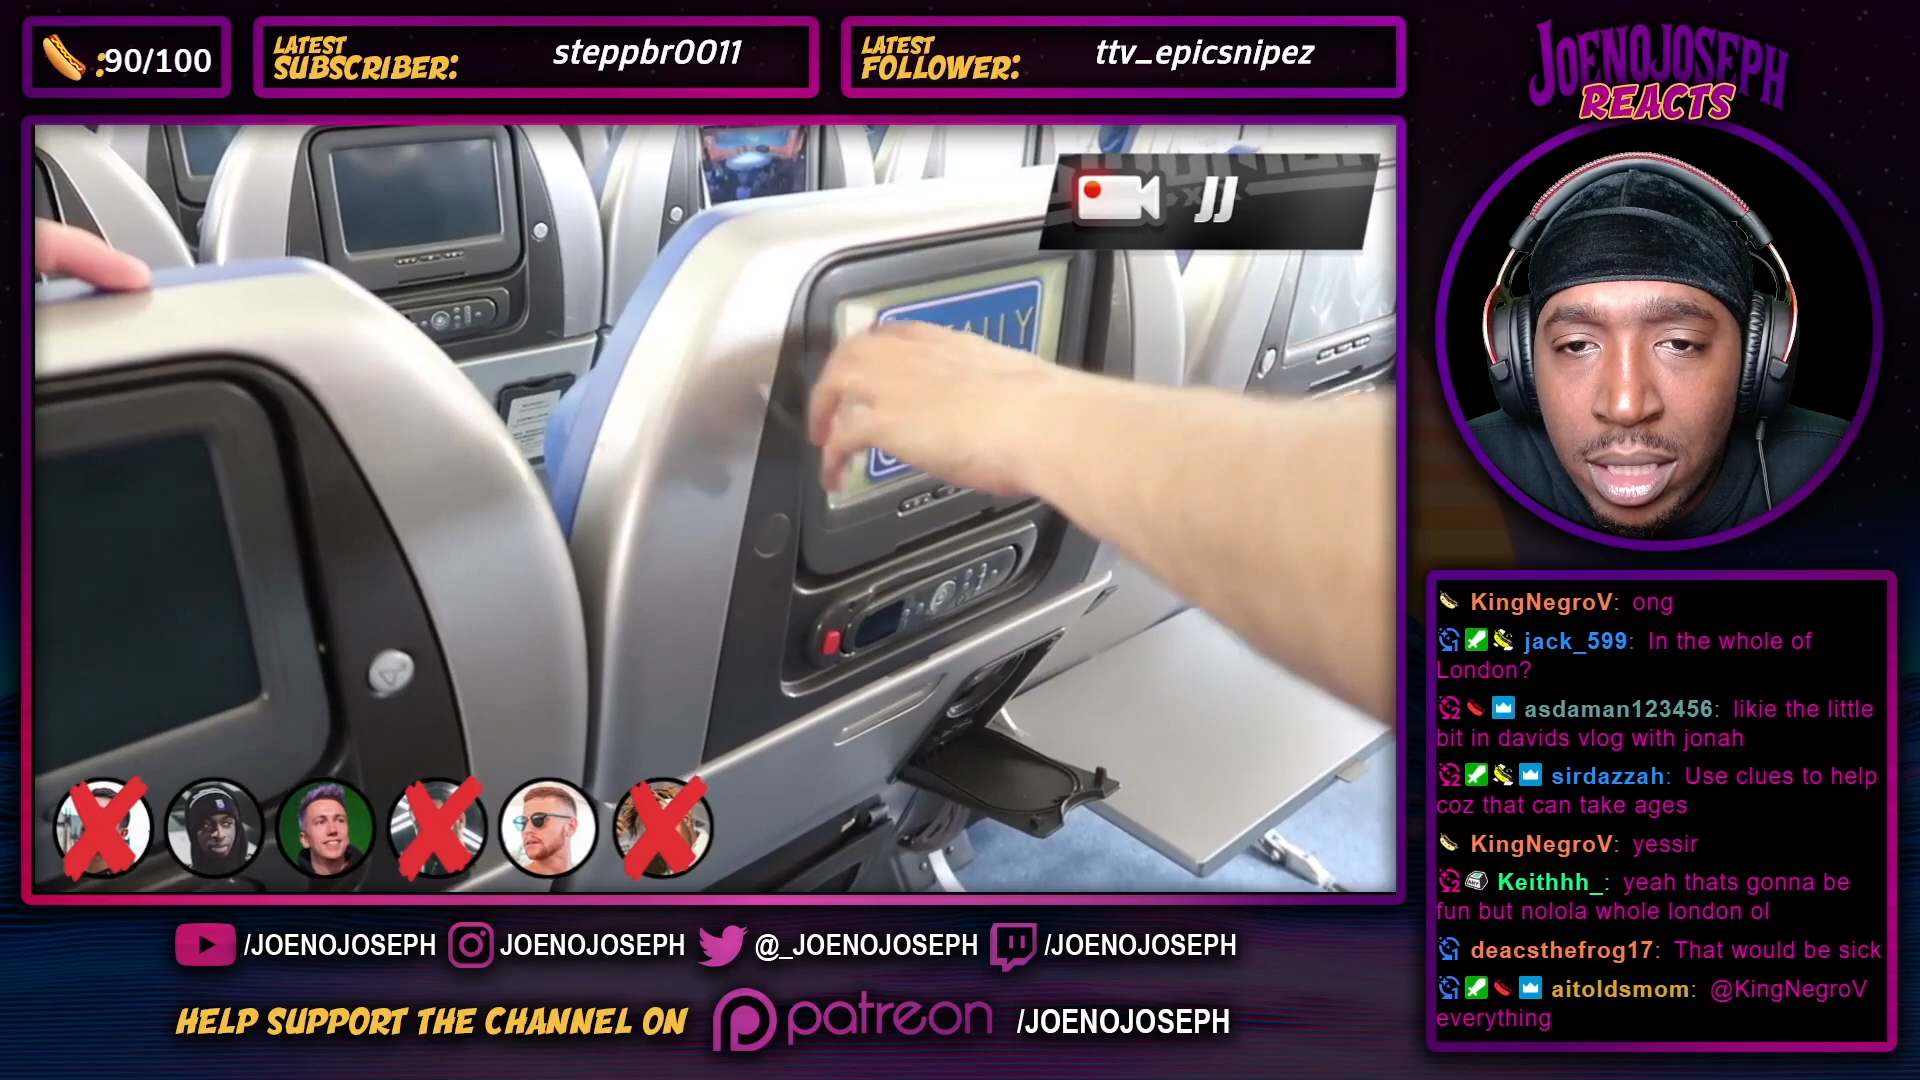 :90/100
LATEST SUBSCRIBER:
steppbr0011
LATEST FOLLOWER:
ttv_epicsnipez
JOENOJOSEPH
REACTS
JJ
KingNegroV: ong
jack_599: In the whole of
London?
asdaman123456: likie the little
bit in davids vlog with jonah
sirdazzah: Use clues to help
coz that can take ages
KingNegroV: yessir
Keithhh_: yeah thats gonna be
fun but nolola whole london ol
deacsthefrog17: That would be sick
aitoldsmom: @KingNegroV
everything
/JOENOJOSEPH
JOENOJOSEPH
@_JOENOJOSEPH
/JOENOJOSEPH
HELP SUPPORT THE CHANNEL ON
patreon
/JOENOJOSEPH